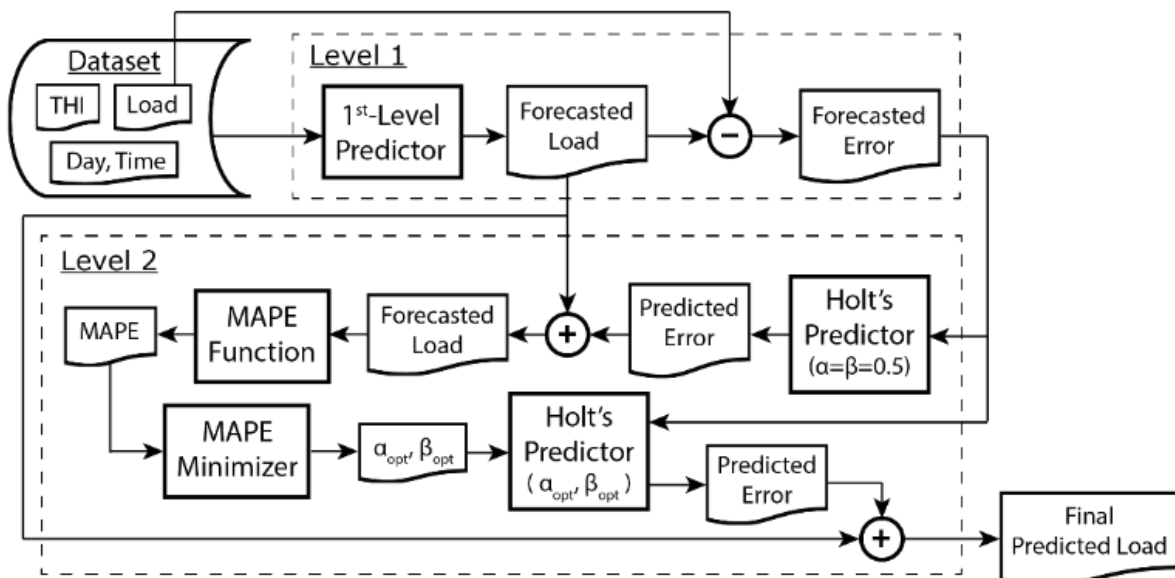 Dataset
THI
Load
Day, Time
Level 1
1st-Level
Predictor
Forecasted
Load
−
Forecasted
Error
Level 2
MAPE
MAPE
Function
Forecasted
Load
+
Predicted
Error
Holt's
Predictor
(α=β=0.5)
MAPE
Minimizer
αopt, βopt
Holt's
Predictor
( αopt, βopt )
Predicted
Error
+
Final
Predicted Load